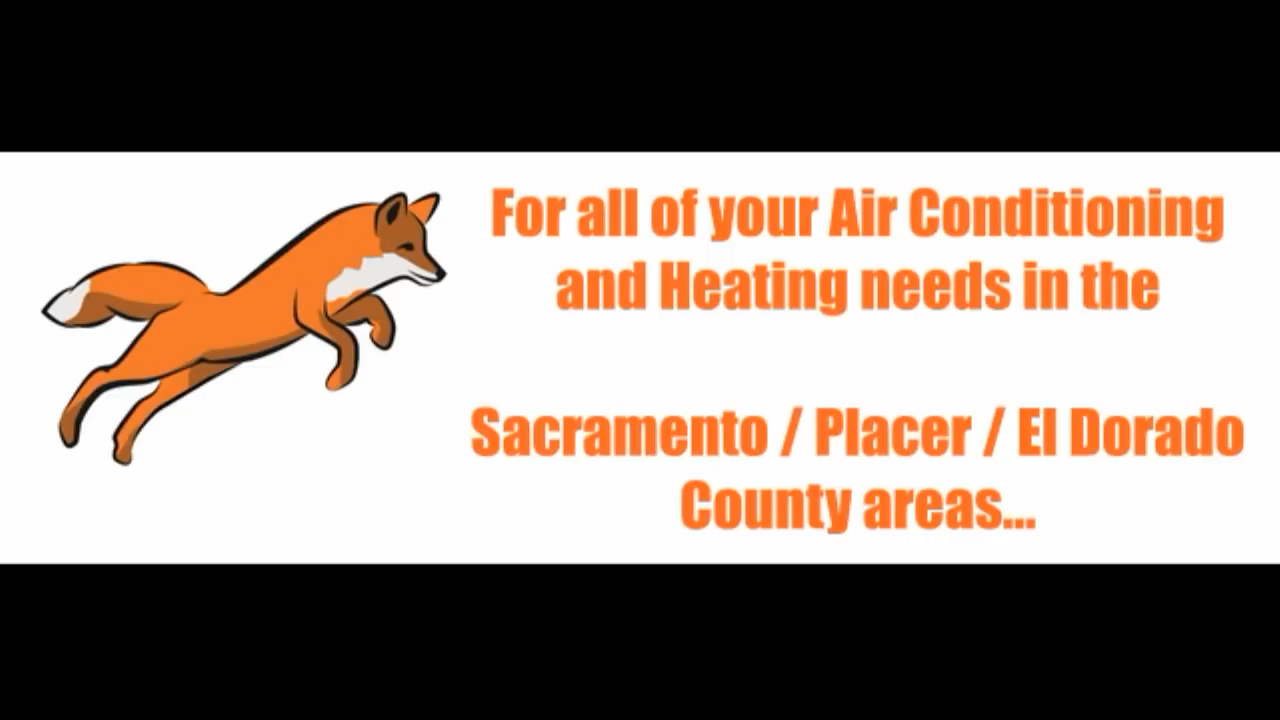 For all of your Air Conditioning
and Heating needs in the
Sacramento / Placer / El Dorado
County areas...